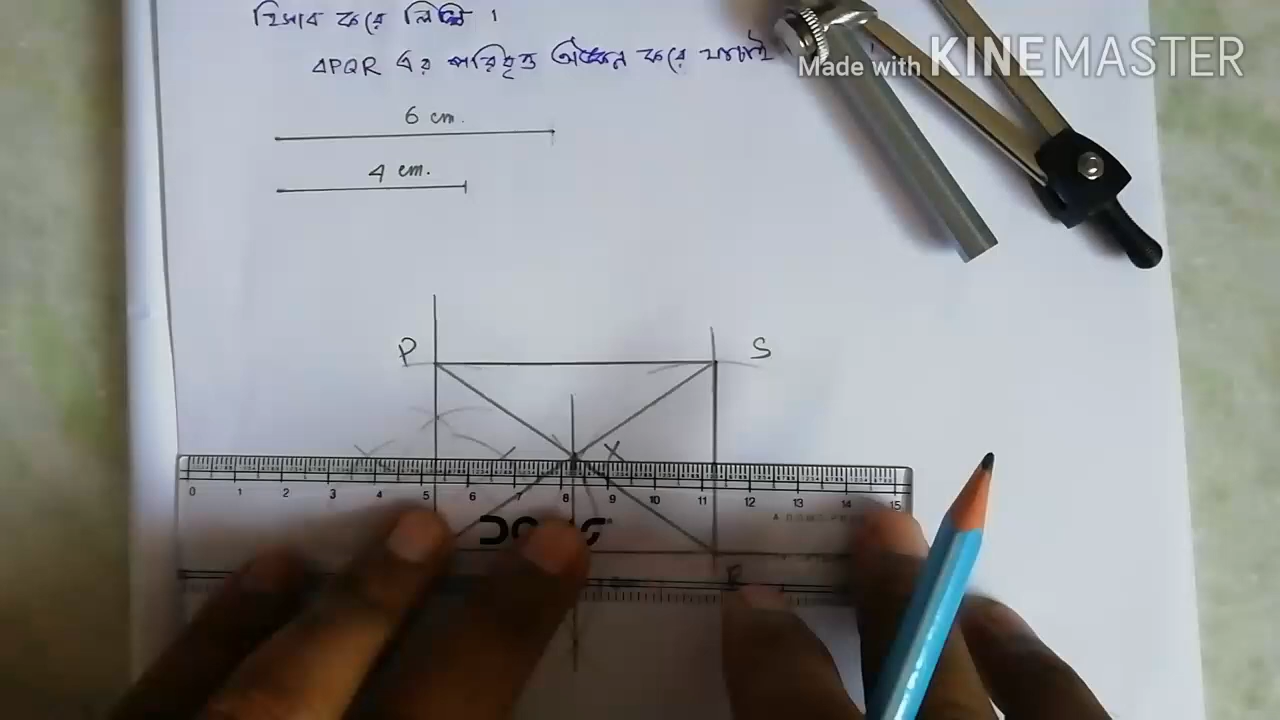 হিসাব করে লিখি ।
Made with KINEMASTER
ΔPQR এর পরিবৃত্ত অঙ্কন করে যাচাই
6 cm.
4 cm.
P
S
X
0 1 2 3 4 5 6 7 8 9 10 11 12 13 14 15
R